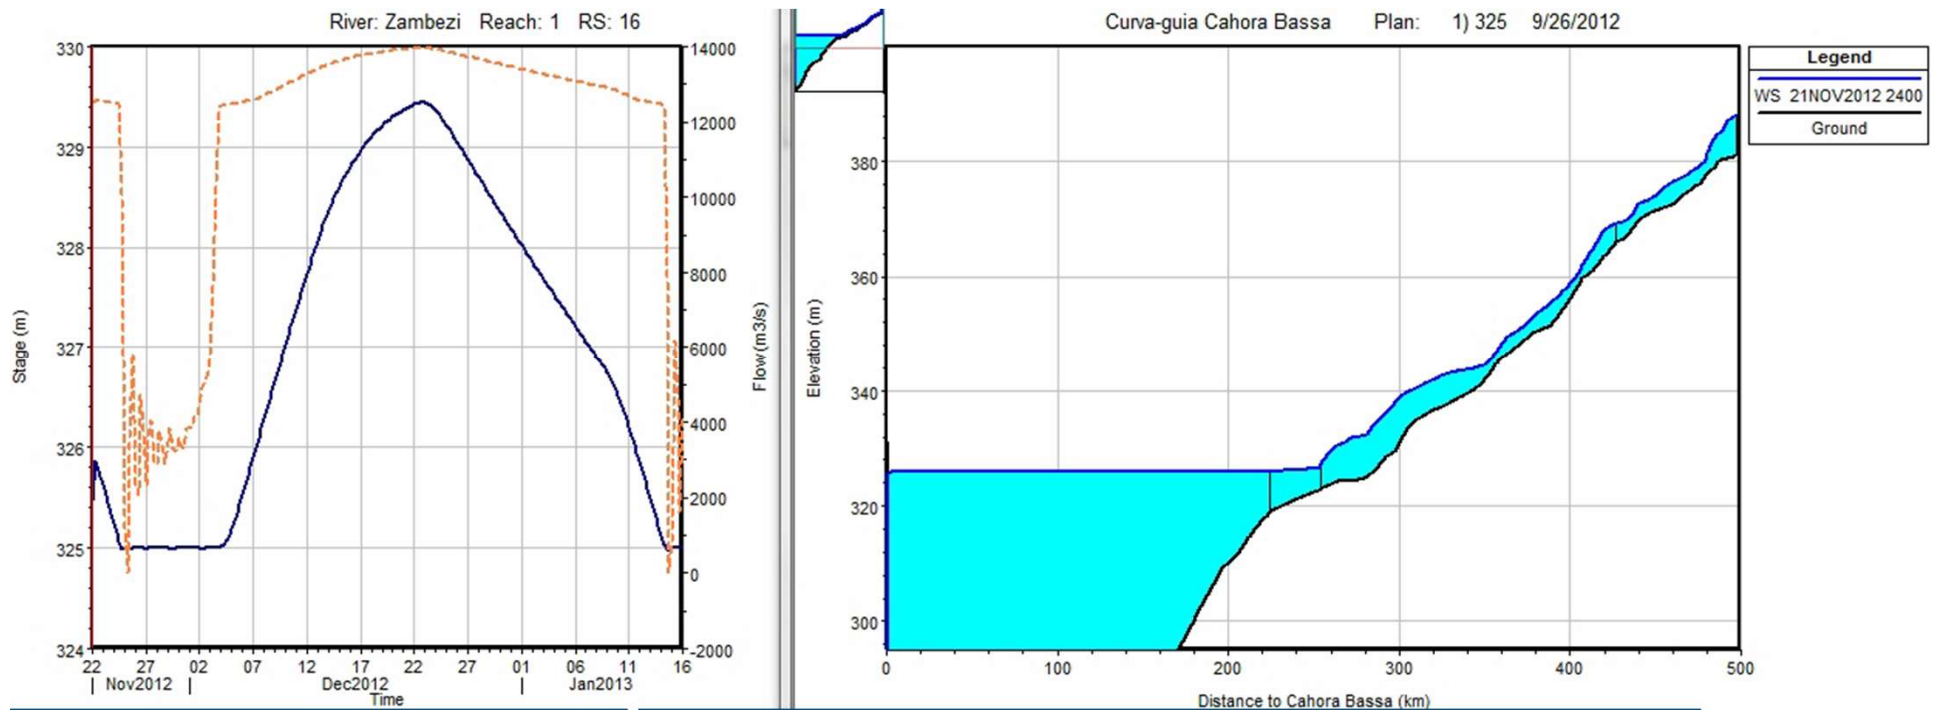 River: Zambezi Reach: 1 RS: 16
330
329
328
327
326
325
324
Stage (m)
14000
12000
10000
8000
6000
4000
2000
0
-2000
Flow(m3/s)
22 27 02 07 12 17 22 27 01 06 11 16
Nov2012 Dec2012 Jan2013
Time
Curva-guia Cahora Bassa Plan: 1) 325 9/26/2012
380
360
340
320
300
Elevation (m)
0 100 200 300 400 500
Distance to Cahora Bassa (km)
Legend
WS 21NOV2012 2400
Ground